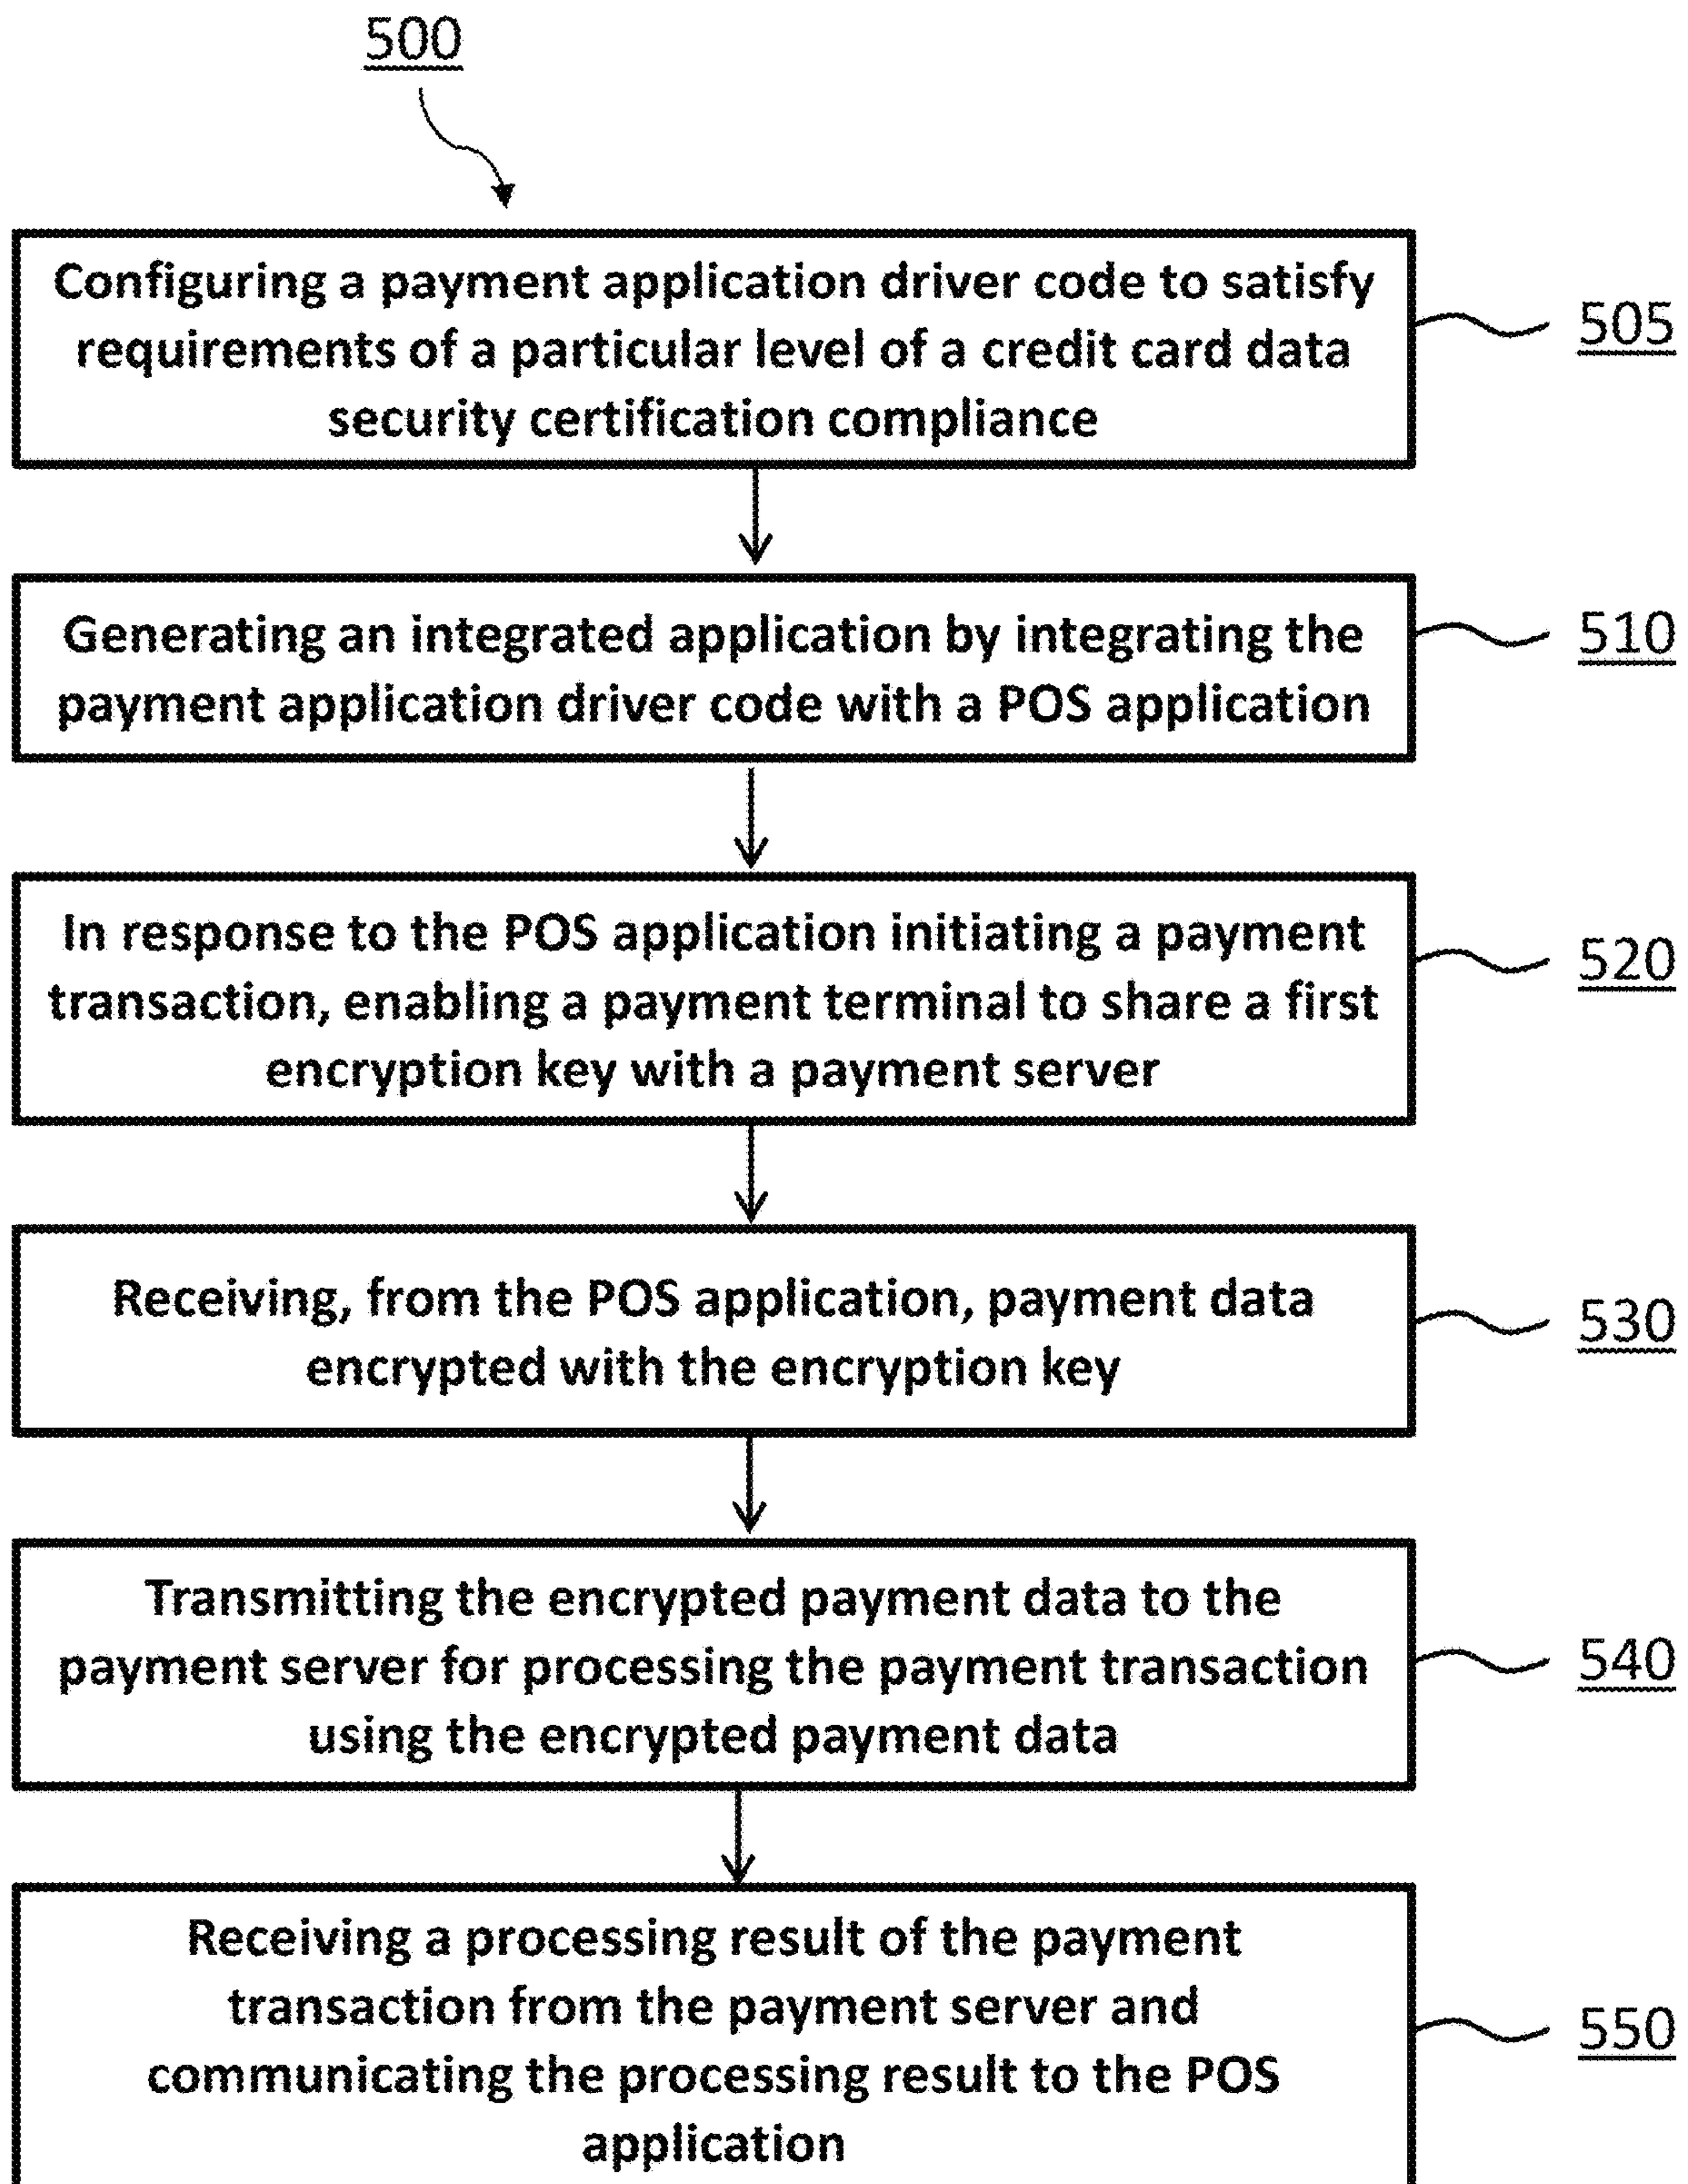 500
Configuring a payment application driver code to satisfy
requirements of a particular level of a credit card data
security certification compliance
505
Generating an integrated application by integrating the
payment application driver code with a POS application
510
In response to the POS application initiating a payment
transaction, enabling a payment terminal to share a first
encryption key with a payment server
520
Receiving, from the POS application, payment data
encrypted with the encryption key
530
Transmitting the encrypted payment data to the
payment server for processing the payment transaction
using the encrypted payment data
540
Receiving a processing result of the payment
transaction from the payment server and
communicating the processing result to the POS
application
550